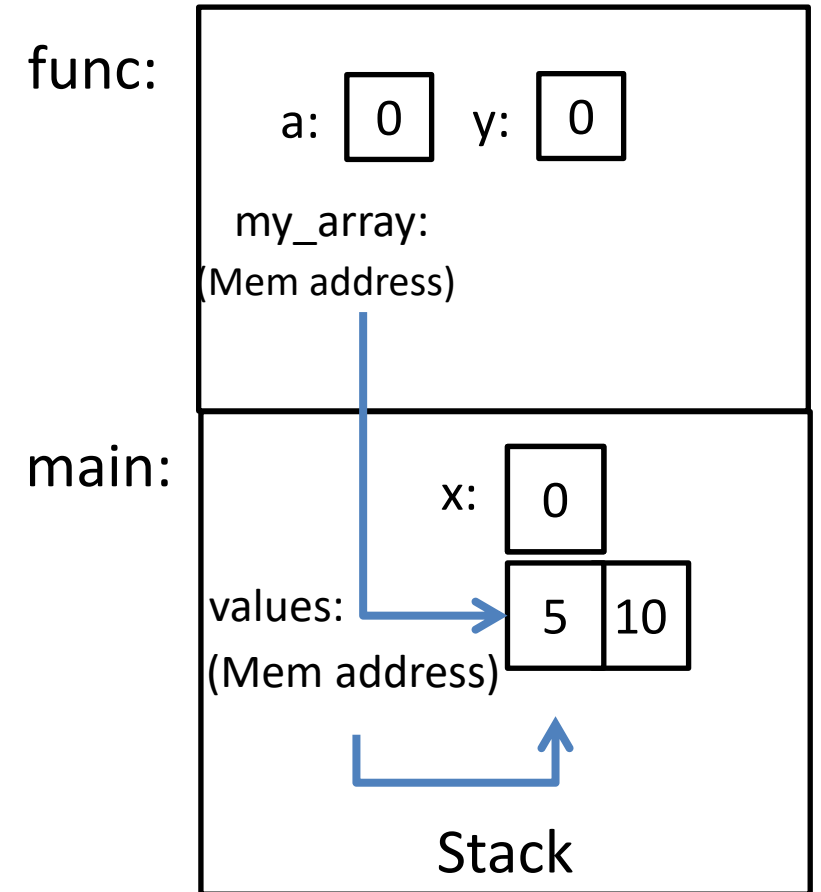 func:
a: 0 y: 0
my_array:
(Mem address)
main:
x: 0
values: 5 10
(Mem address)
Stack